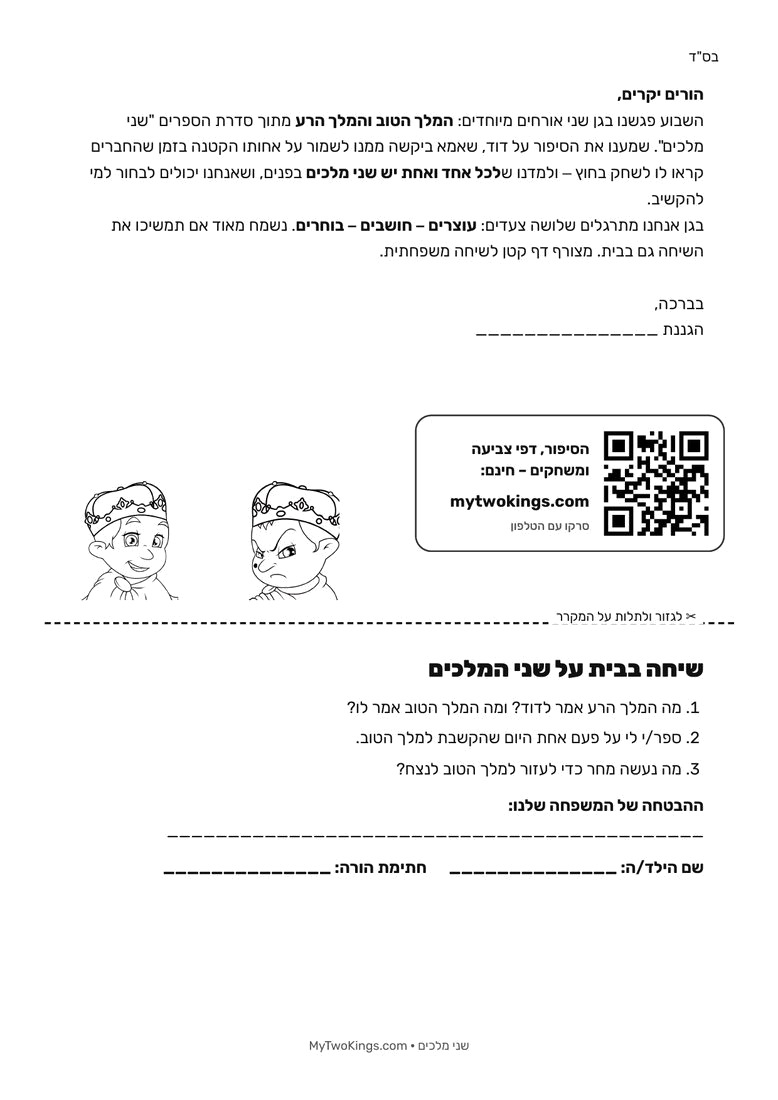 בס"ד
הורים יקרים,
השבוע פגשנו בגן שני אורחים מיוחדים: המלך הטוב והמלך הרע מתוך סדרת הספרים "שני
מלכים". שמענו את הסיפור על דוד, שאמא ביקשה ממנו לשמור על אחותו הקטנה בזמן שהחברים
קראו לו לשחק בחוץ – ולמדנו שלכל אחד ואחת יש שני מלכים בפנים, ושאנחנו יכולים לבחור למי
להקשיב.
בגן אנחנו מתרגלים שלושה צעדים: עוצרים – חושבים – בוחרים. נשמח מאוד אם תמשיכו את
השיחה גם בבית. מצורף דף קטן לשיחה משפחתית.
בברכה,
הגננת _______________
הסיפור, דפי צביעה
ומשחקים – חינם:
mytwokings.com
סרקו עם הטלפון
✂ לגזור ולתלות על המקרר
שיחה בבית על שני המלכים
1. מה המלך הרע אמר לדוד? ומה המלך הטוב אמר לו?
2. ספר/י לי על פעם אחת היום שהקשבת למלך הטוב.
3. מה נעשה מחר כדי לעזור למלך הטוב לנצח?
ההבטחה של המשפחה שלנו:
____________________________________________
שם הילד/ה: ______________ חתימת הורה: ______________
שני מלכים • MyTwoKings.com